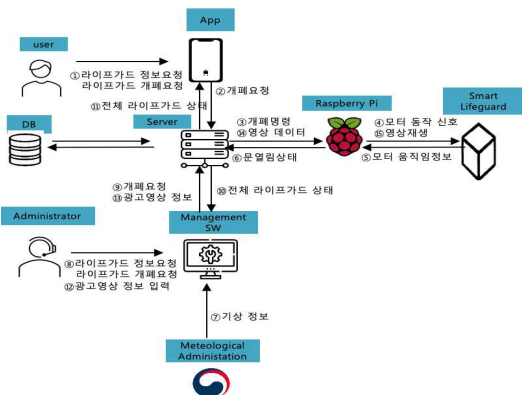 App
user
①라이프가드 정보요청
라이프가드 개폐요청
②개폐요청
⑪전체 라이프가드 상태
DB
Server
Raspberry Pi
Smart
Lifeguard
③개폐명령
⑭영상 데이터
④모터 동작 신호
⑮영상재생
⑥문열림상태
⑤모터 움직임정보
⑨개폐요청
⑬광고영상 정보
⑩전체 라이프가드 상태
Administrator
Management
SW
⑧라이프가드 정보요청
라이프가드 개폐요청
⑫광고영상 정보 입력
⑦기상 정보
Meteological
Administation